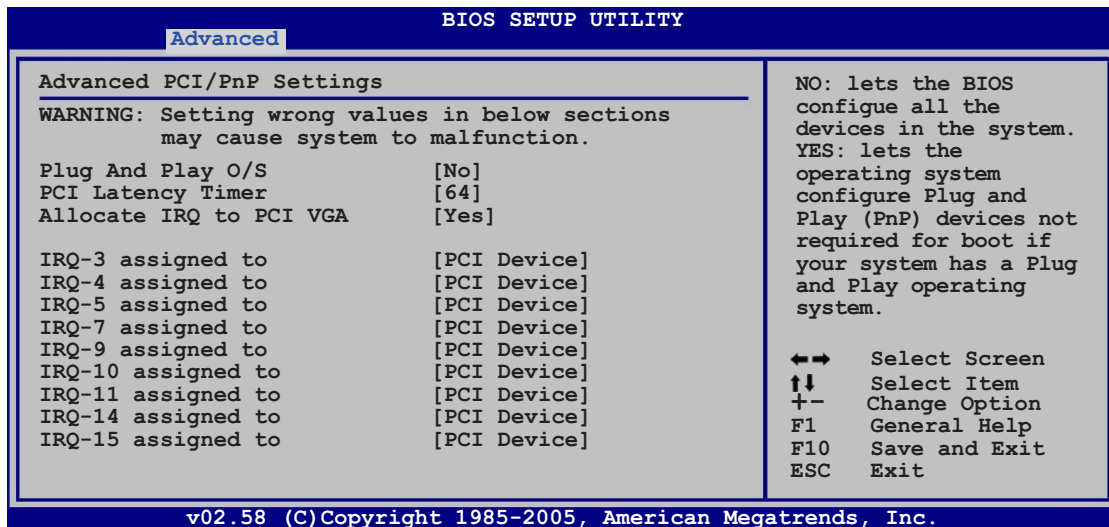 BIOS SETUP UTILITY
Advanced
Advanced PCI/PnP Settings
WARNING: Setting wrong values in below sections
may cause system to malfunction.
Plug And Play O/S [No]
PCI Latency Timer [64]
Allocate IRQ to PCI VGA [Yes]
IRQ-3 assigned to [PCI Device]
IRQ-4 assigned to [PCI Device]
IRQ-5 assigned to [PCI Device]
IRQ-7 assigned to [PCI Device]
IRQ-9 assigned to [PCI Device]
IRQ-10 assigned to [PCI Device]
IRQ-11 assigned to [PCI Device]
IRQ-14 assigned to [PCI Device]
IRQ-15 assigned to [PCI Device]
NO: lets the BIOS
configue all the
devices in the system.
YES: lets the
operating system
configure Plug and
Play (PnP) devices not
required for boot if
your system has a Plug
and Play operating
system.
←→ Select Screen
↑↓ Select Item
+- Change Option
F1 General Help
F10 Save and Exit
ESC Exit
v02.58 (C)Copyright 1985-2005, American Megatrends, Inc.